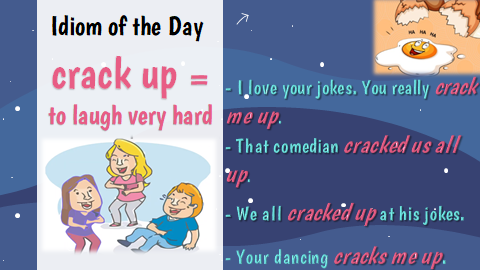 Idiom of the Day
crack up =
to laugh very hard
HA HA HA
- I love your jokes. You really crack
me up.
- That comedian cracked us all
up.
- We all cracked up at his jokes.
- Your dancing cracks me up.